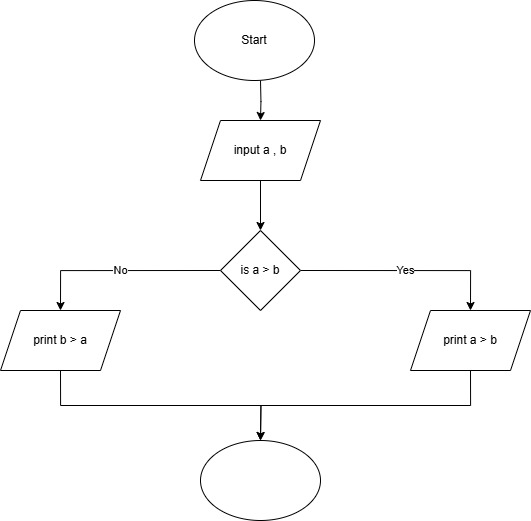 Start
input a , b
is a > b
No
Yes
print b > a
print a > b